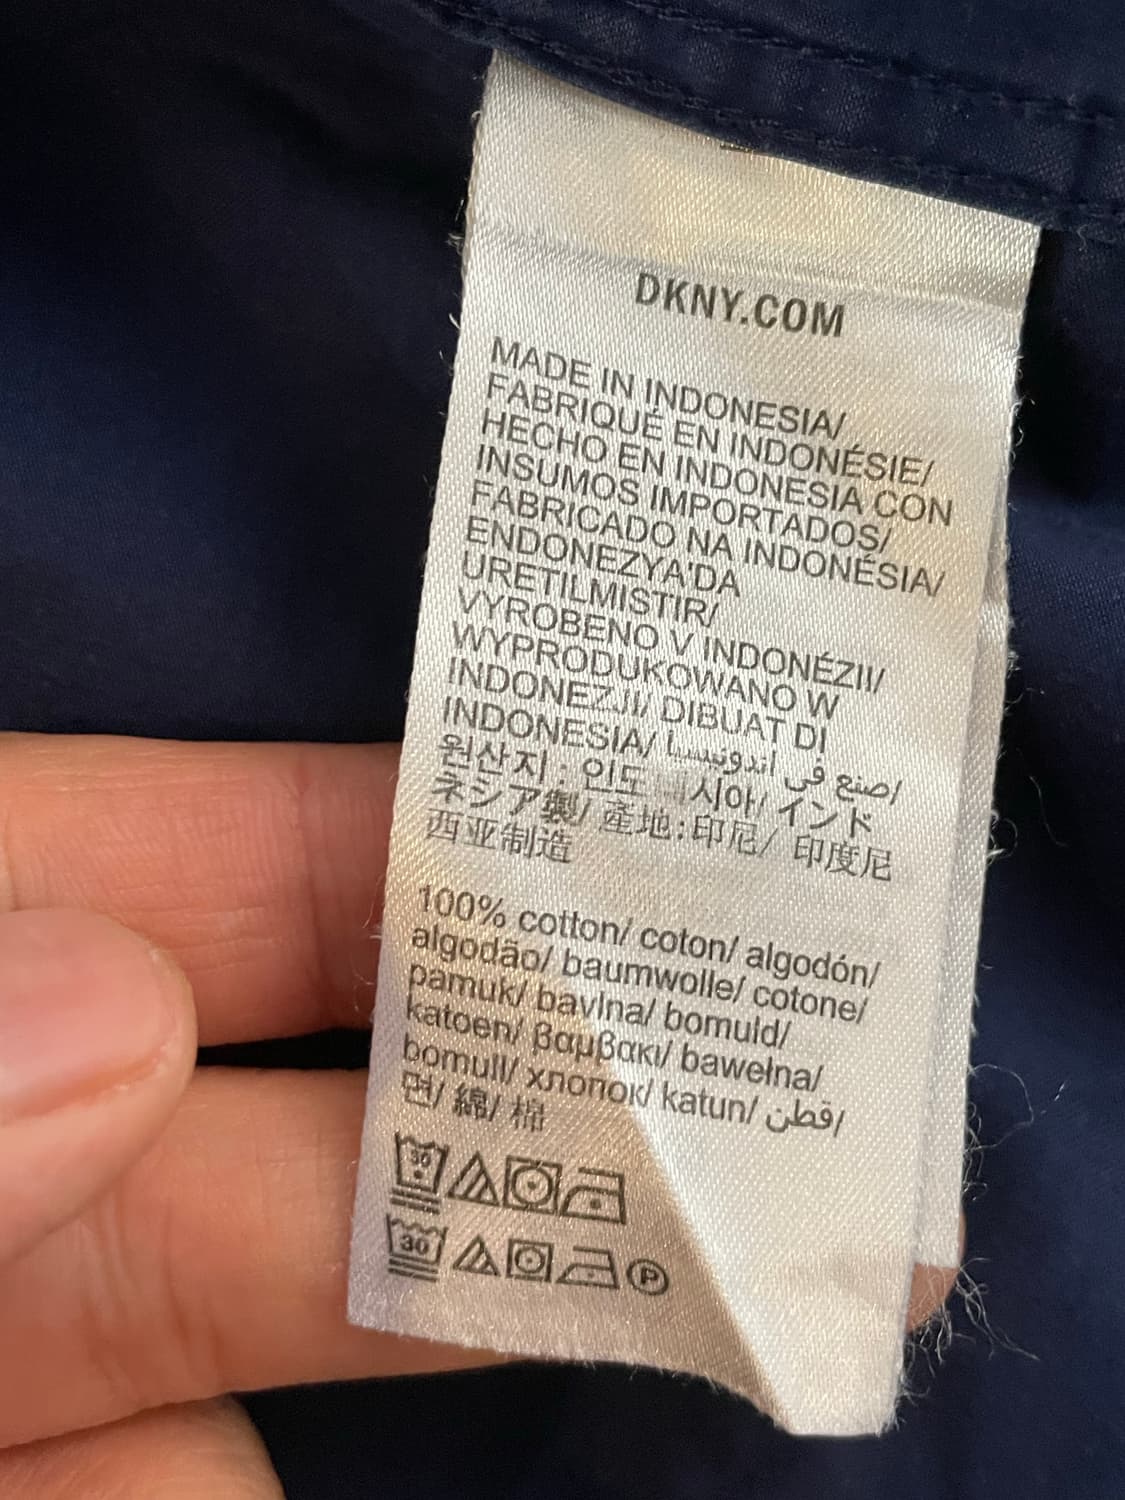 DKNY.COM
MADE IN INDONESIA/
FABRIQUÉ EN INDONÉSIE/
HECHO EN INDONESIA CON
INSUMOS IMPORTADOS/
FABRICADO NA INDONÉSIA/
ENDONEZYA'DA
ÜRETILMISTIR/
VYROBENO V INDONÉZII/
WYPRODUKOWANO W
INDONEZJI/ DIBUAT DI
INDONESIA/ صنع في اندونيسيا/
원산지 : 인도네시아/ インド
ネシア製/ 產地:印尼/ 印度尼
西亚制造
100% cotton/ coton/ algodón/
algodão/ baumwolle/ cotone/
pamuk/ bavlna/ bomuld/
katoen/ βαμβακι/ bawełna/
bomull/ хлопок/ katun/ قطن/
면/ 綿/ 棉
30
30 P